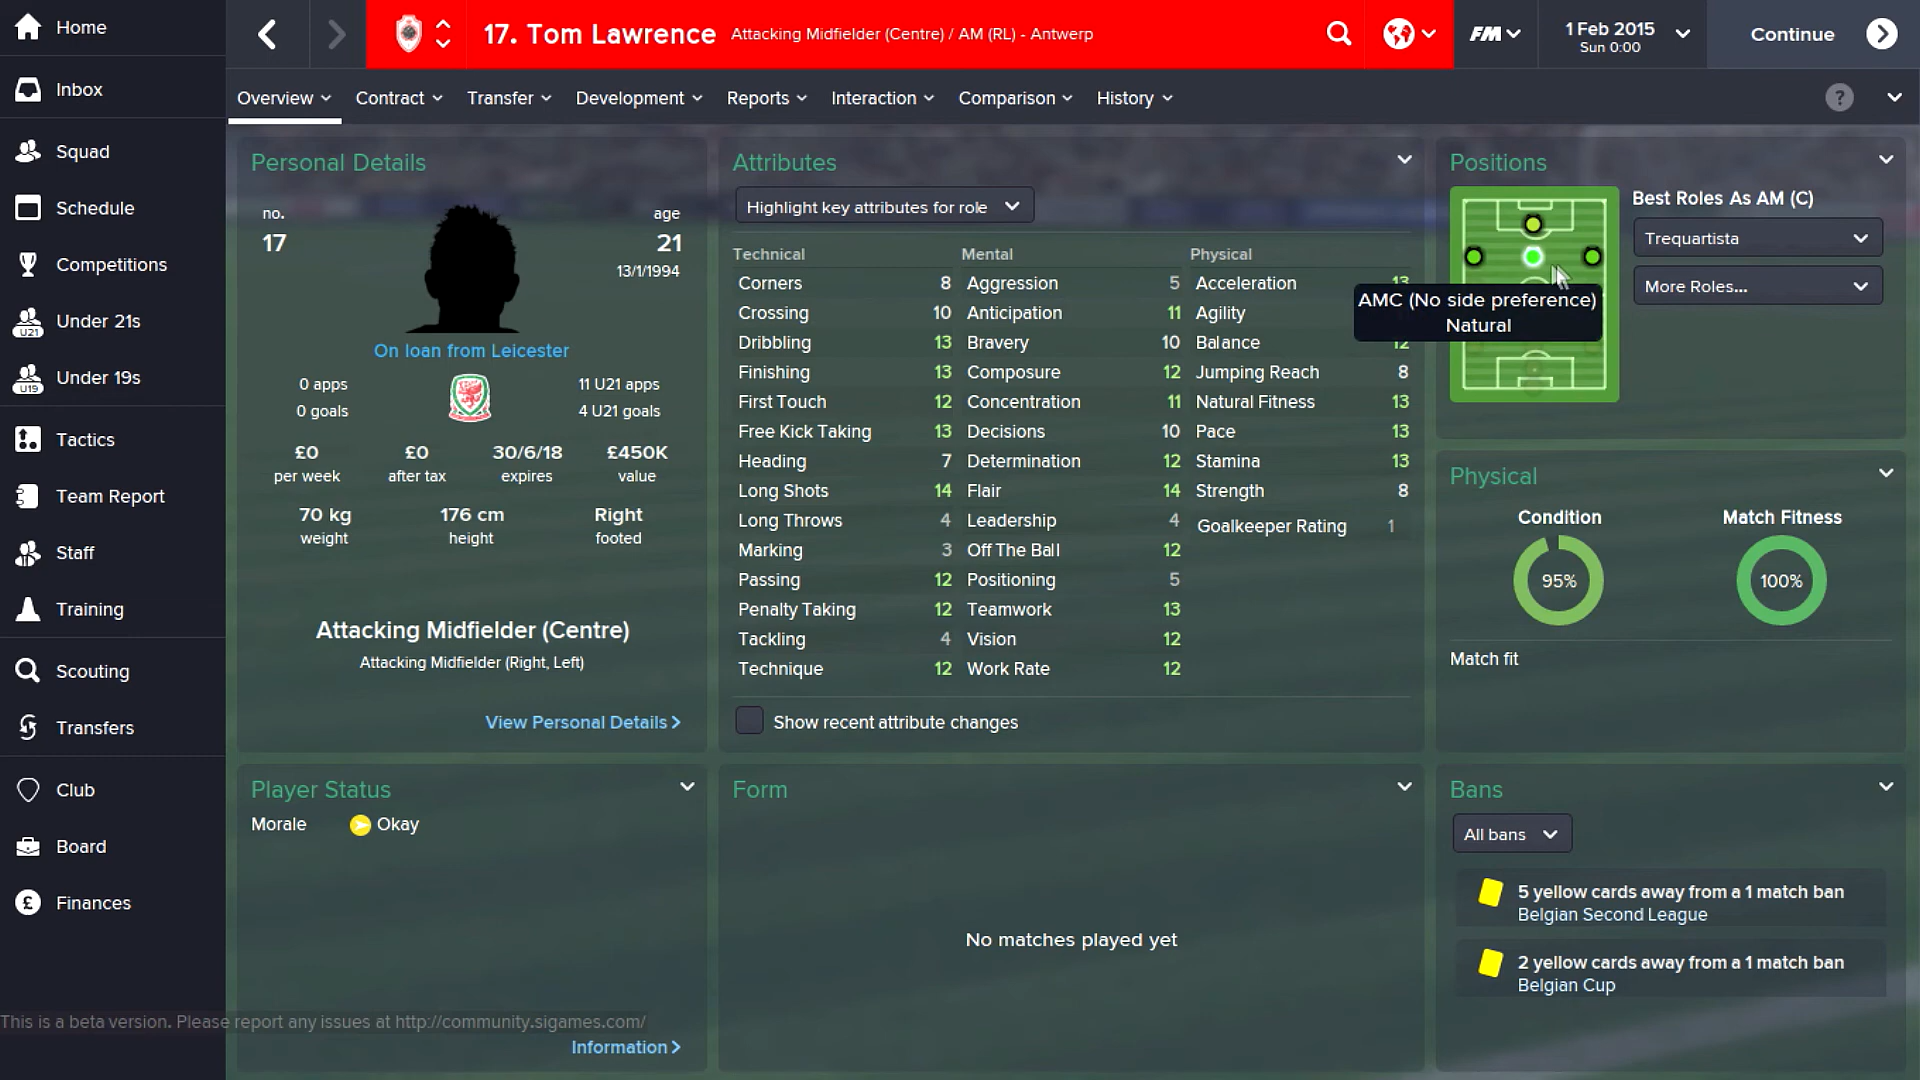 Home
Inbox
Squad
Schedule
Competitions
U21
Under 21s
U19
Under 19s
Tactics
Team Report
Staff
Training
Scouting
Transfers
Club
Board
£
Finances
17. Tom Lawrence
Attacking Midfielder (Centre) / AM (RL) - Antwerp
FM
1 Feb 2015
Sun 0:00
Continue
Overview
Contract
Transfer
Development
Reports
Interaction
Comparison
History
?
Personal Details
no.
17
age
21
13/1/1994
On loan from Leicester
0 apps
0 goals
11 U21 apps
4 U21 goals
£0
per week
£0
after tax
30/6/18
expires
£450K
value
70 kg
weight
176 cm
height
Right
footed
Attacking Midfielder (Centre)
Attacking Midfielder (Right, Left)
View Personal Details
Attributes
Highlight key attributes for role
Technical
Corners 8
Crossing 10
Dribbling 13
Finishing 13
First Touch 12
Free Kick Taking 13
Heading 7
Long Shots 14
Long Throws 4
Marking 3
Passing 12
Penalty Taking 12
Tackling 4
Technique 12
Mental
Aggression 5
Anticipation 11
Bravery 10
Composure 12
Concentration 11
Decisions 10
Determination 12
Flair 14
Leadership 4
Off The Ball 12
Positioning 5
Teamwork 13
Vision 12
Work Rate 12
Physical
Acceleration 13
Agility
Balance 12
Jumping Reach 8
Natural Fitness 13
Pace 13
Stamina 13
Strength 8
Goalkeeper Rating 1
Show recent attribute changes
Positions
AMC (No side preference)
Natural
Best Roles As AM (C)
Trequartista
More Roles...
Physical
Condition
95%
Match Fitness
100%
Match fit
Player Status
Morale Okay
Information
Form
No matches played yet
Bans
All bans
5 yellow cards away from a 1 match ban
Belgian Second League
2 yellow cards away from a 1 match ban
Belgian Cup
This is a beta version. Please report any issues at http://community.sigames.com/